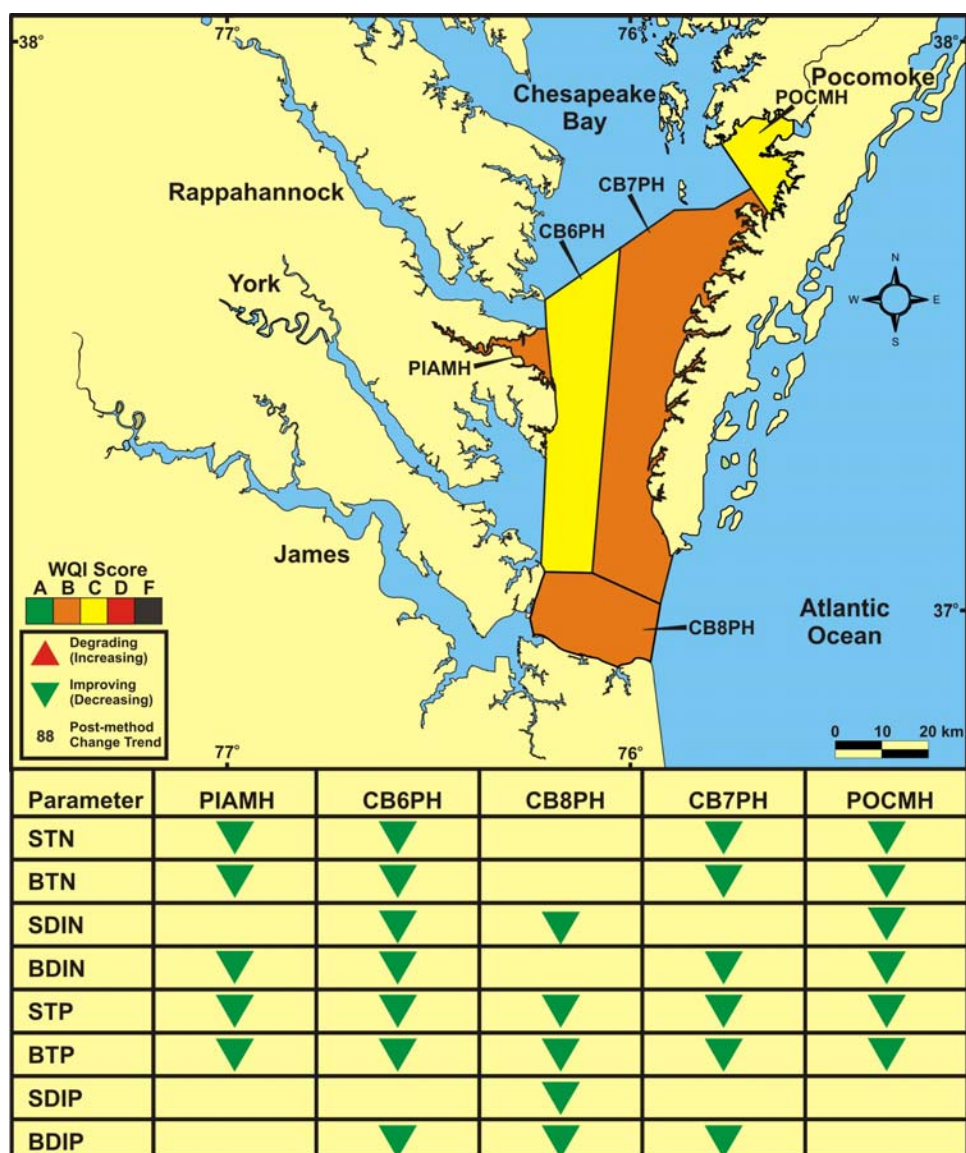 38°
77°
76°
38°
Chesapeake
Bay
Pocomoke
POCMH
Rappahannock
CB7PH
CB6PH
York
N
W E
S
PIAMH
James
WQI Score
A B C D F
Degrading
(Increasing)
Improving
(Decreasing)
88 Post-method
Change Trend
37°
Atlantic
Ocean
CB8PH
77°
76°
0 10 20 km
Parameter PIAMH CB6PH CB8PH CB7PH POCMH
STN
BTN
SDIN
BDIN
STP
BTP
SDIP
BDIP